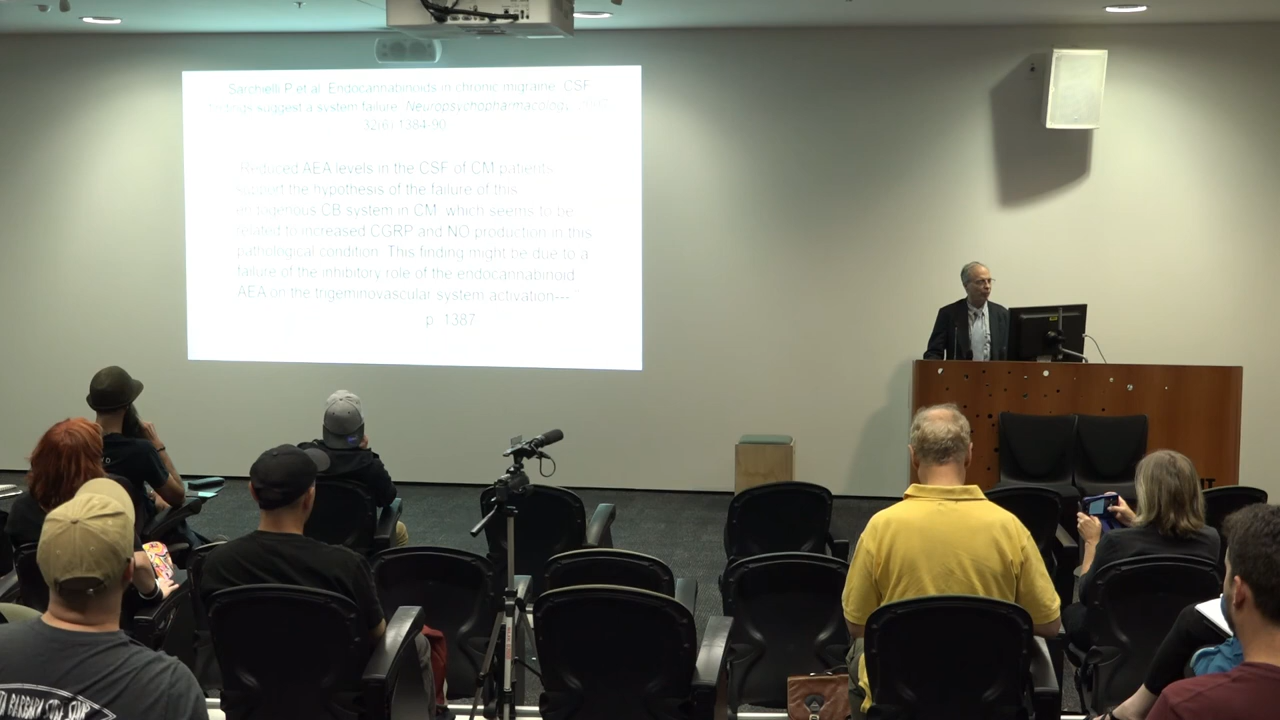 Sarchielli P et al. Endocannabinoids in chronic migraine: CSF
findings suggest a system failure. Neuropsychopharmacology 2007
32(6):1384-90.
"Reduced AEA levels in the CSF of CM patients
support the hypothesis of the failure of this
endogenous CB system in CM, which seems to be
related to increased CGRP and NO production in this
pathological condition. This finding might be due to a
failure of the inhibitory role of the endocannabinoid
AEA on the trigeminovascular system activation---"
p. 1387